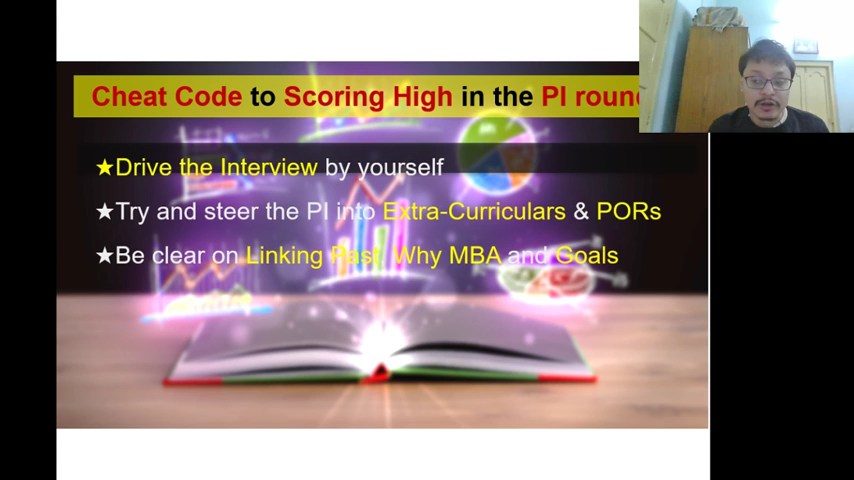 Cheat Code to Scoring High in the PI round
★Drive the Interview by yourself
★Try and steer the PI into Extra-Curriculars & PORs
★Be clear on Linking Past, Why MBA and Goals